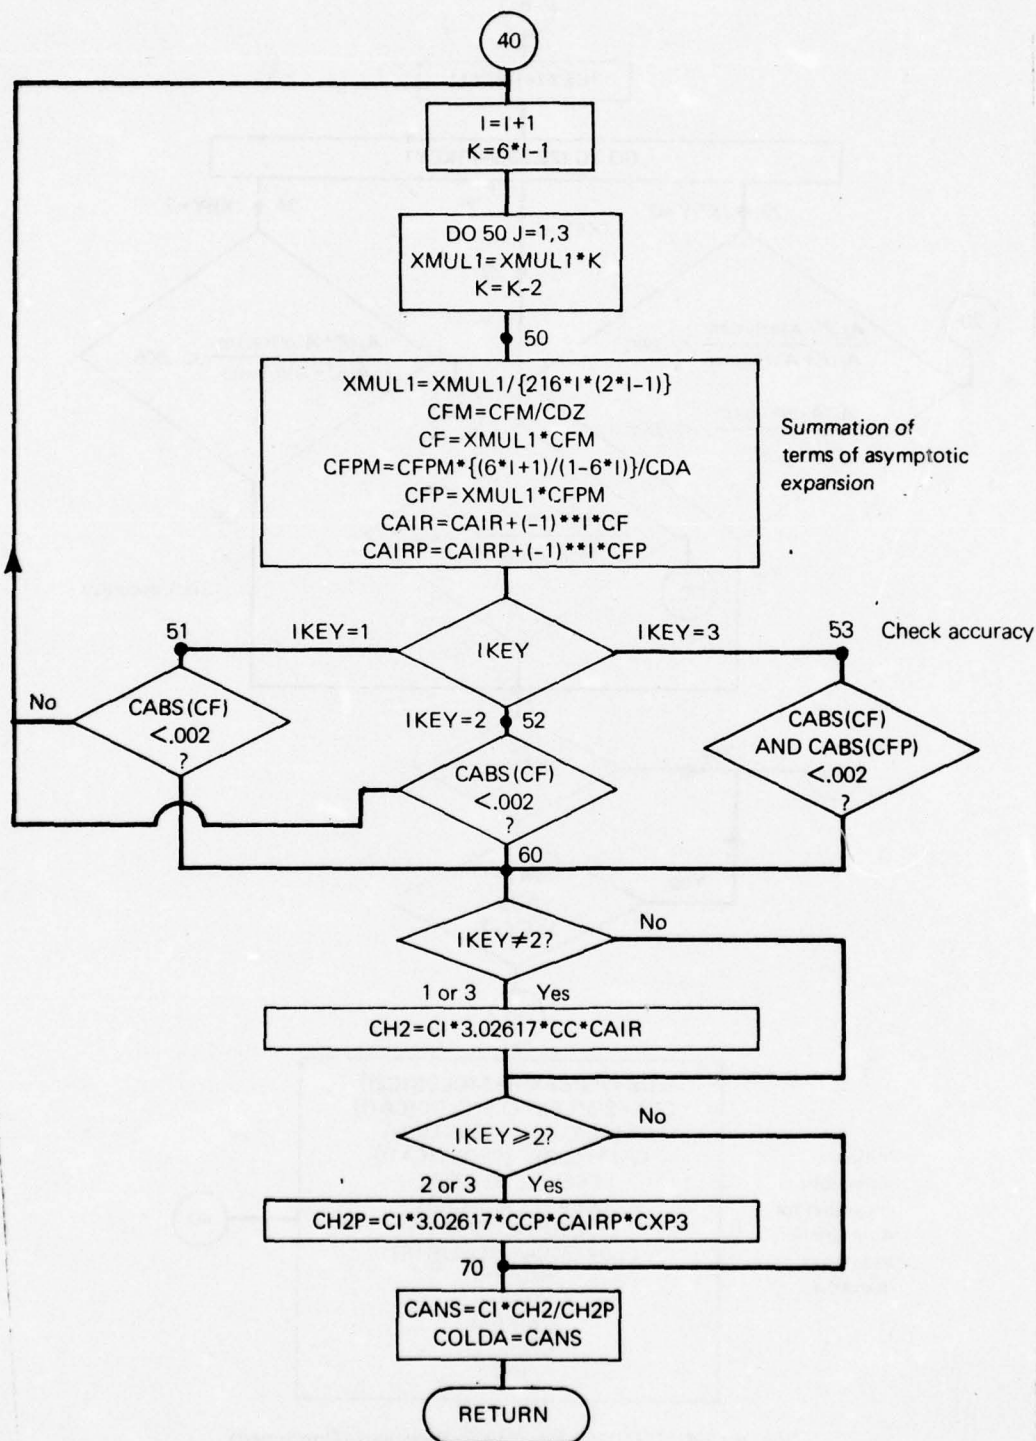 40
I=I+1
K=6*I-1
DO 50 J=1,3
XMUL1=XMUL1*K
K=K-2
50
XMUL1=XMUL1/{216*I*(2*I-1)}
CFM=CFM/CDZ
CF=XMUL1*CFM
CFPM=CFPM*{(6*I+1)/(1-6*I)}/CDA
CFP=XMUL1*CFPM
CAIR=CAIR+(-1)**I*CF
CAIRP=CAIRP+(-1)**I*CFP
Summation of
terms of asymptotic
expansion
51
IKEY=1
IKEY
IKEY=3
53
Check accuracy
No
CABS(CF)
<.002
?
IKEY=2
52
CABS(CF)
<.002
?
CABS(CF)
AND CABS(CFP)
<.002
?
60
IKEY≠2?
No
1 or 3
Yes
CH2=CI*3.02617*CC*CAIR
IKEY≥2?
No
2 or 3
Yes
CH2P=CI*3.02617*CCP*CAIRP*CXP3
70
CANS=CI*CH2/CH2P
COLDA=CANS
RETURN